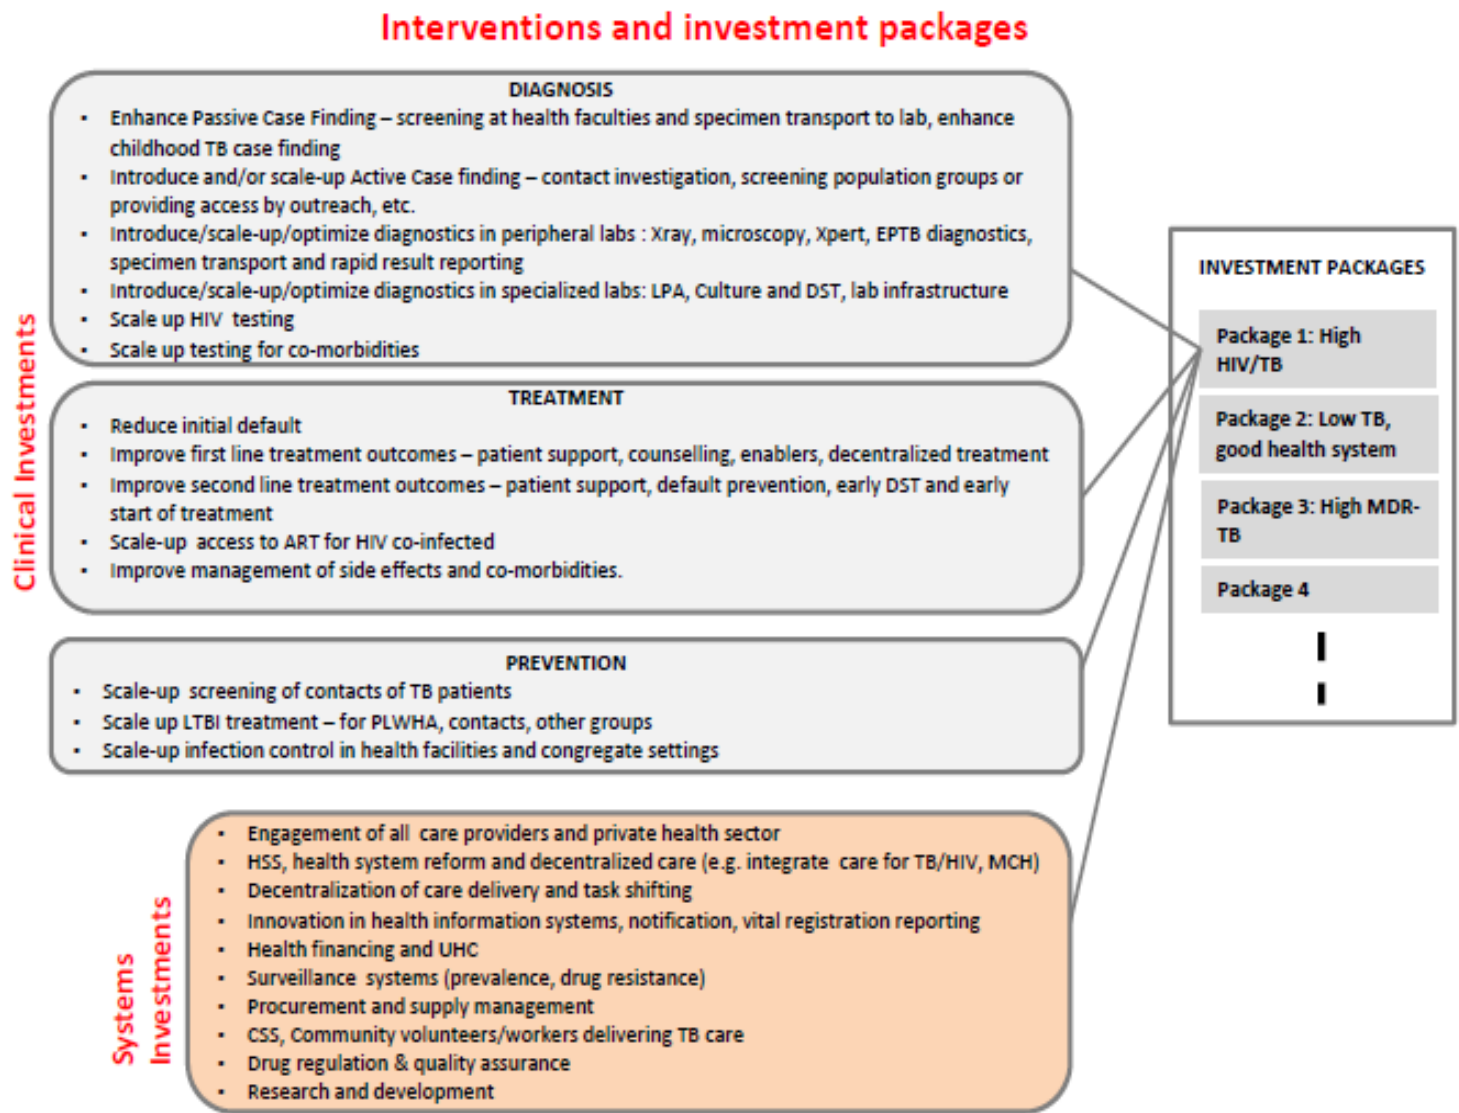 Interventions and investment packages
Clinical Investments
DIAGNOSIS
▪ Enhance Passive Case Finding – screening at health faculties and specimen transport to lab, enhance
childhood TB case finding
▪ Introduce and/or scale-up Active Case finding – contact investigation, screening population groups or
providing access by outreach, etc.
▪ Introduce/scale-up/optimize diagnostics in peripheral labs : Xray, microscopy, Xpert, EPTB diagnostics,
specimen transport and rapid result reporting
▪ Introduce/scale-up/optimize diagnostics in specialized labs: LPA, Culture and DST, lab infrastructure
▪ Scale up HIV testing
▪ Scale up testing for co-morbidities
TREATMENT
▪ Reduce initial default
▪ Improve first line treatment outcomes – patient support, counselling, enablers, decentralized treatment
▪ Improve second line treatment outcomes – patient support, default prevention, early DST and early
start of treatment
▪ Scale-up access to ART for HIV co-infected
▪ Improve management of side effects and co-morbidities.
PREVENTION
▪ Scale-up screening of contacts of TB patients
▪ Scale up LTBI treatment – for PLWHA, contacts, other groups
▪ Scale-up infection control in health facilities and congregate settings
Systems
Investments
▪ Engagement of all care providers and private health sector
▪ HSS, health system reform and decentralized care (e.g. integrate care for TB/HIV, MCH)
▪ Decentralization of care delivery and task shifting
▪ Innovation in health information systems, notification, vital registration reporting
▪ Health financing and UHC
▪ Surveillance systems (prevalence, drug resistance)
▪ Procurement and supply management
▪ CSS, Community volunteers/workers delivering TB care
▪ Drug regulation & quality assurance
▪ Research and development
INVESTMENT PACKAGES
Package 1: High
HIV/TB
Package 2: Low TB,
good health system
Package 3: High MDR-
TB
Package 4